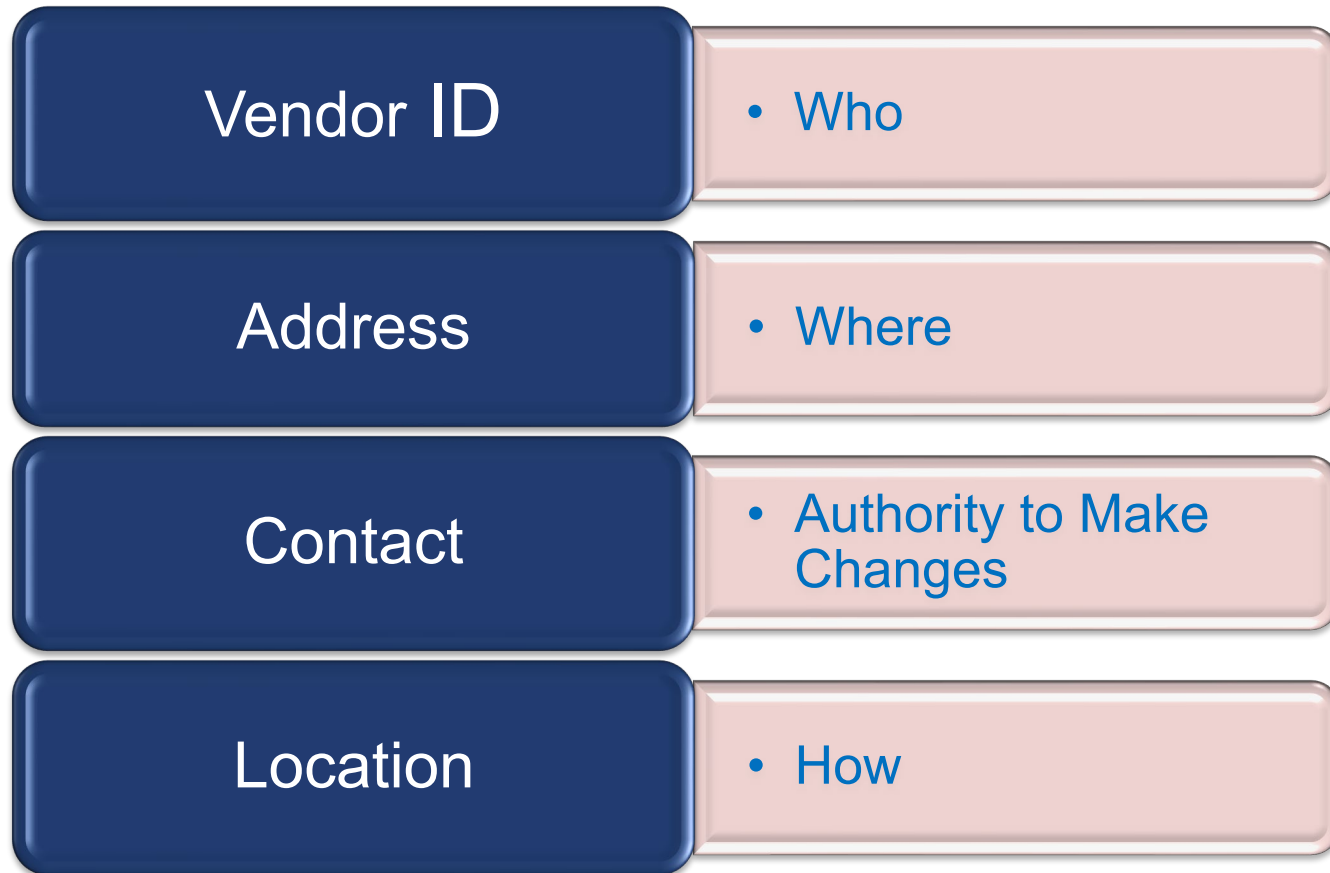 Vendor ID
• Who
Address
• Where
Contact
• Authority to Make
Changes
Location
• How